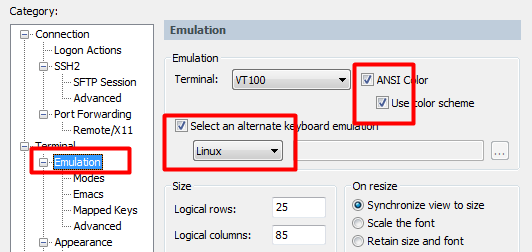 Category:
Connection
Logon Actions
SSH2
SFTP Session
Advanced
Port Forwarding
Remote/X11
Terminal
Emulation
Modes
Emacs
Mapped Keys
Advanced
Appearance
Emulation
Emulation
Terminal: VT100 ANSI Color
Use color scheme
Select an alternate keyboard emulation
Linux ...
Size
Logical rows: 25
Logical columns: 85
On resize
Synchronize view to size
Scale the font
Retain size and font